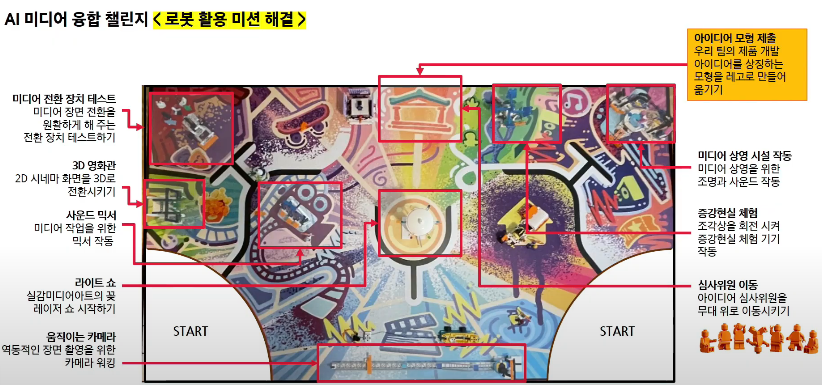 AI 미디어 융합 챌린지 < 로봇 활용 미션 해결 >
아이디어 모형 제출
우리 팀의 제품 개발
아이디어를 상징하는
모형을 레고로 만들어
옮기기
미디어 전환 장치 테스트
미디어 장면 전환을
원활하게 해 주는
전환 장치 테스트하기
3D 영화관
2D 시네마 화면을 3D로
전환시키기
사운드 믹서
미디어 작업을 위한
믹서 작동
라이트 쇼
실감미디어아트의 꽃
레이저 쇼 시작하기
움직이는 카메라
역동적인 장면 촬영을 위한
카메라 워킹
미디어 상영 시설 작동
미디어 상영을 위한
조명과 사운드 작동
증강현실 체험
조각상을 회전 시켜
증강현실 체험 기기
작동
심사위원 이동
아이디어 심사위원을
무대 위로 이동시키기
START
START